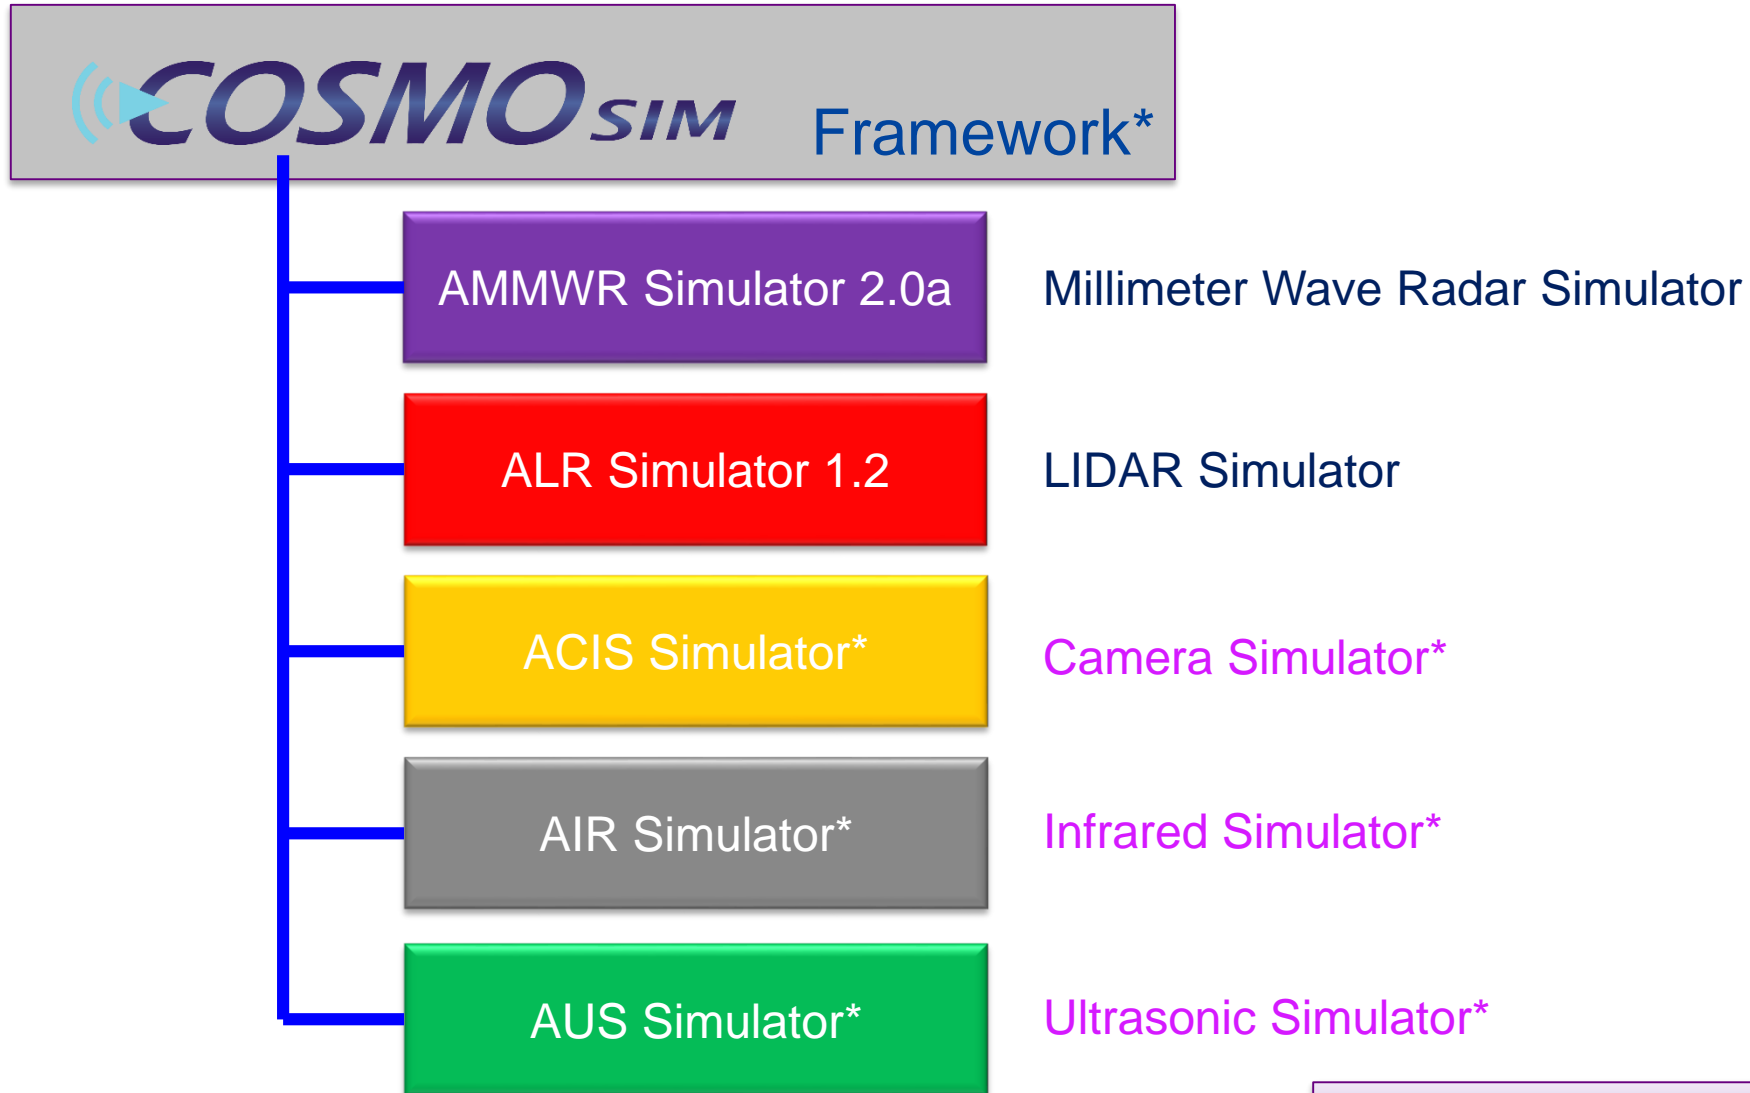 COSMO SIM Framework*
AMMWR Simulator 2.0a Millimeter Wave Radar Simulator
ALR Simulator 1.2 LIDAR Simulator
ACIS Simulator* Camera Simulator*
AIR Simulator* Infrared Simulator*
AUS Simulator* Ultrasonic Simulator*